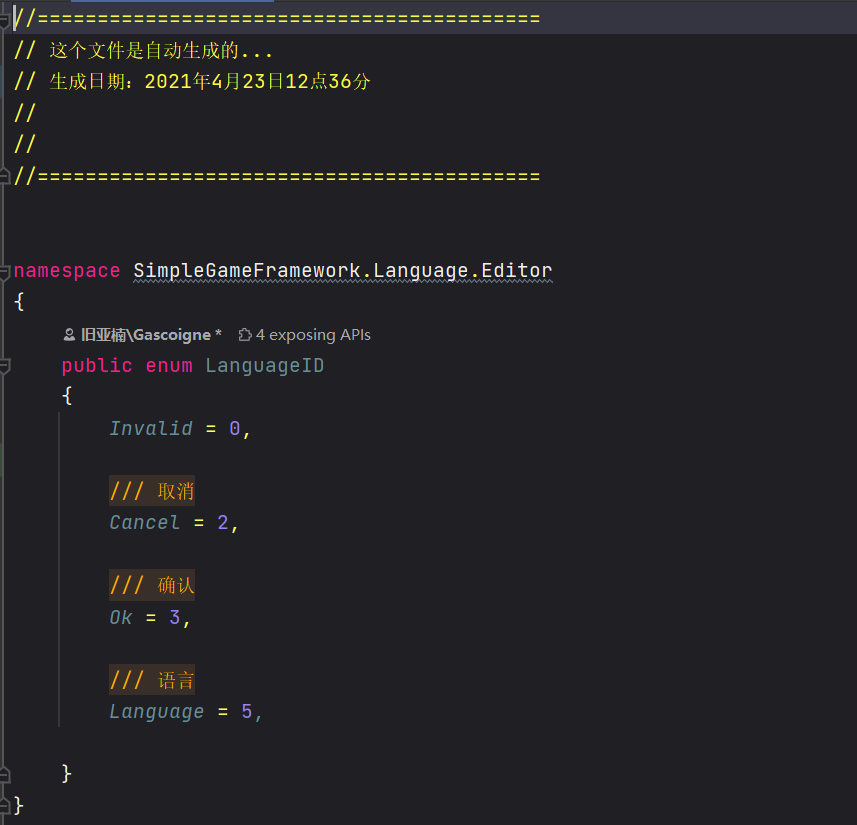 //==========================================
// 这个文件是自动生成的...
// 生成日期：2021年4月23日12点36分
//
//
//==========================================
namespace SimpleGameFramework.Language.Editor
{
旧亚楠\Gascoigne * 4 exposing APIs
public enum LanguageID
{
Invalid = 0,
/// 取消
Cancel = 2,
/// 确认
Ok = 3,
/// 语言
Language = 5,
}
}